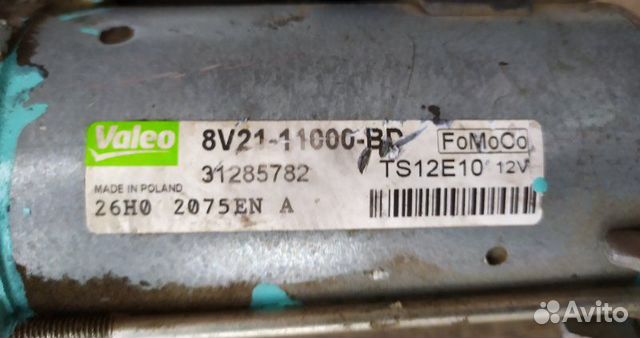 Valeo
8V21-11000-BD
FoMoCo
31285782
TS12E10 12V
MADE IN POLAND
26H0 2075EN A
Avito